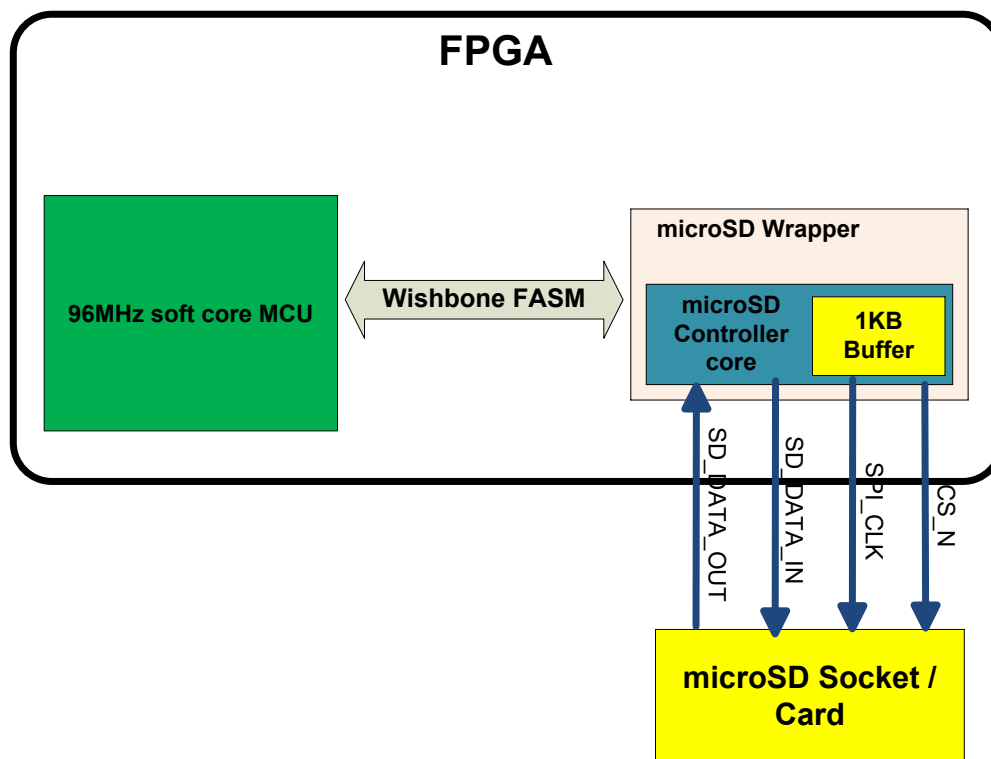 FPGA
96MHz soft core MCU
Wishbone FASM
microSD Wrapper
microSD
Controller
core
1KB
Buffer
SD_DATA_OUT
SD_DATA_IN
SPI_CLK
CS_N
microSD Socket /
Card